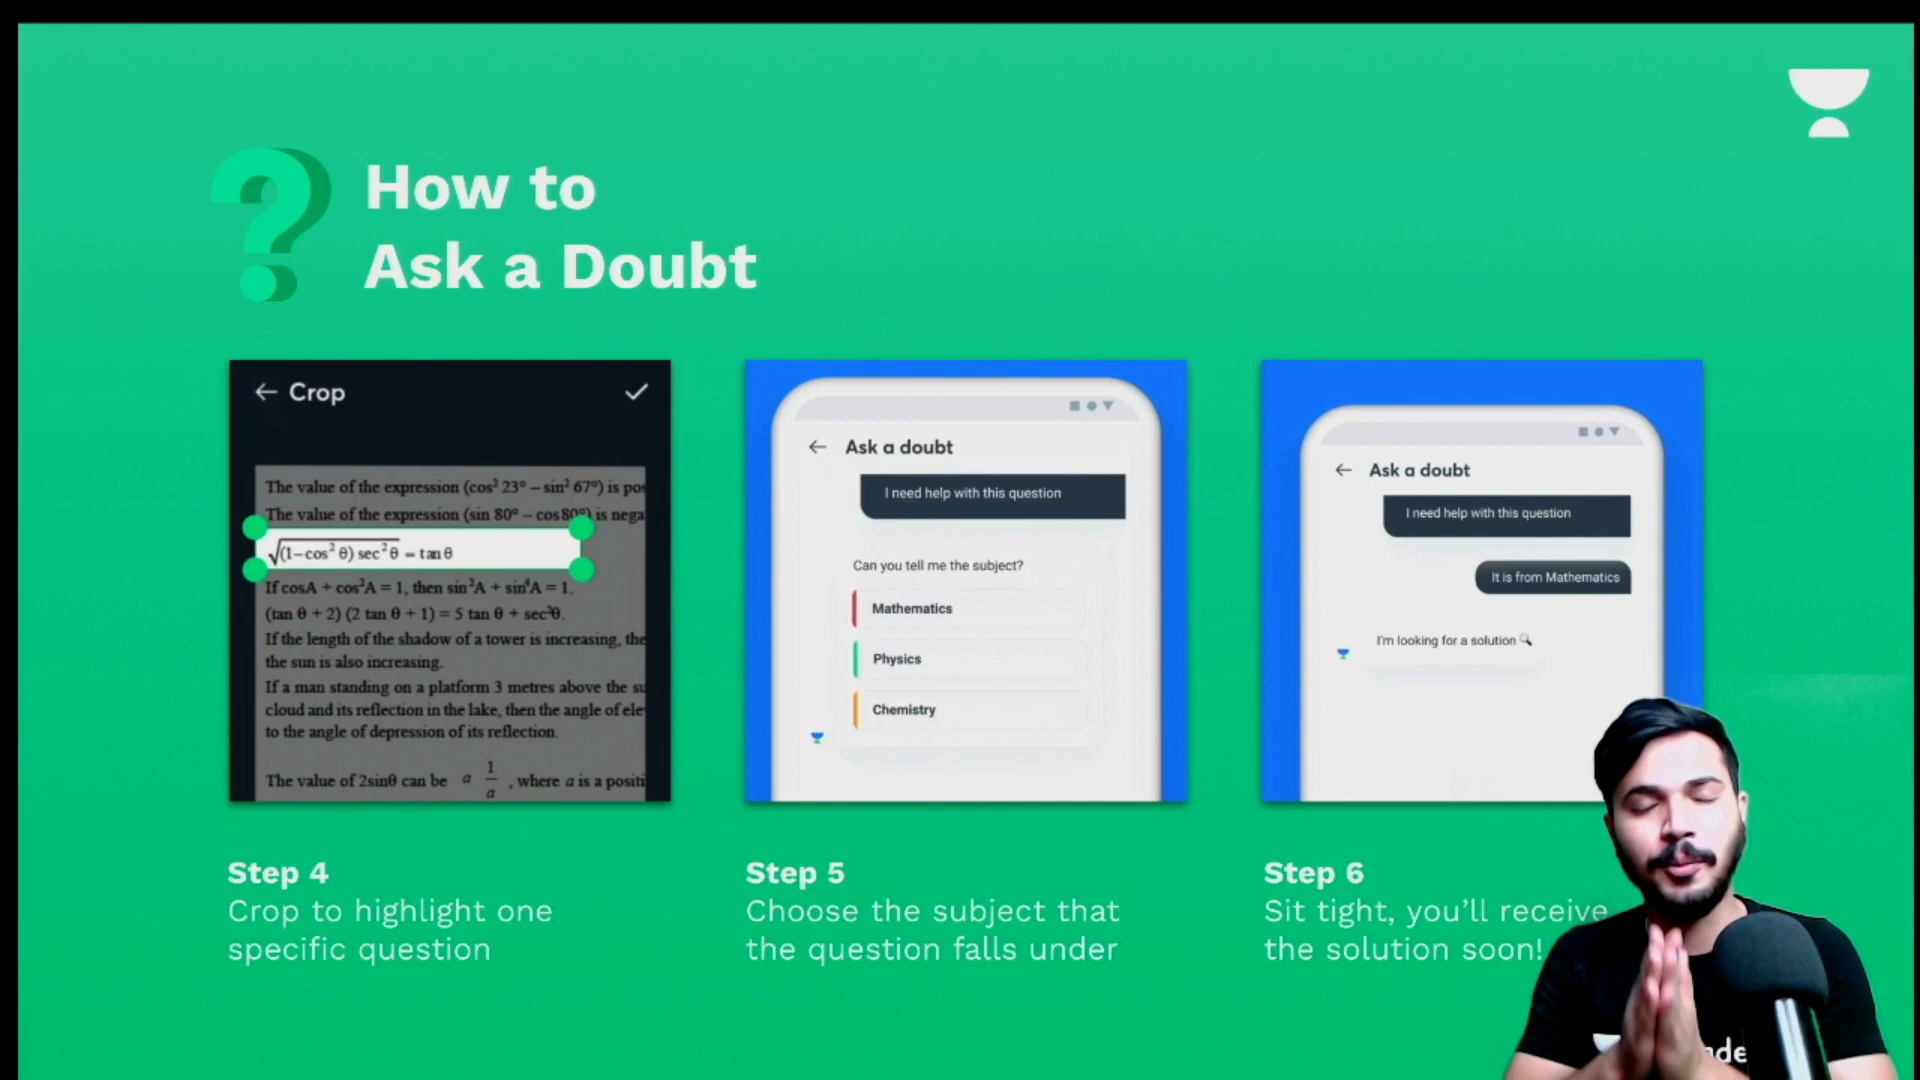 How to
Ask a Doubt
Crop
The value of the expression (cos² 23° – sin² 67°) is pos
The value of the expression (sin 80° – cos 80°) is nega
√(1–cos² θ) sec² θ = tan θ
If cosA + cos²A = 1, then sin²A + sin⁴A = 1.
(tan θ + 2) (2 tan θ + 1) = 5 tan θ + sec²θ.
If the length of the shadow of a tower is increasing, the
the sun is also increasing.
If a man standing on a platform 3 metres above the su
cloud and its reflection in the lake, then the angle of ele
to the angle of depression of its reflection.
The value of 2sinθ can be a 1/a , where a is a positi
Step 4
Crop to highlight one
specific question
Ask a doubt
I need help with this question
Can you tell me the subject?
Mathematics
Physics
Chemistry
Step 5
Choose the subject that
the question falls under
Ask a doubt
I need help with this question
It is from Mathematics
I'm looking for a solution
Step 6
Sit tight, you'll receive
the solution soon!